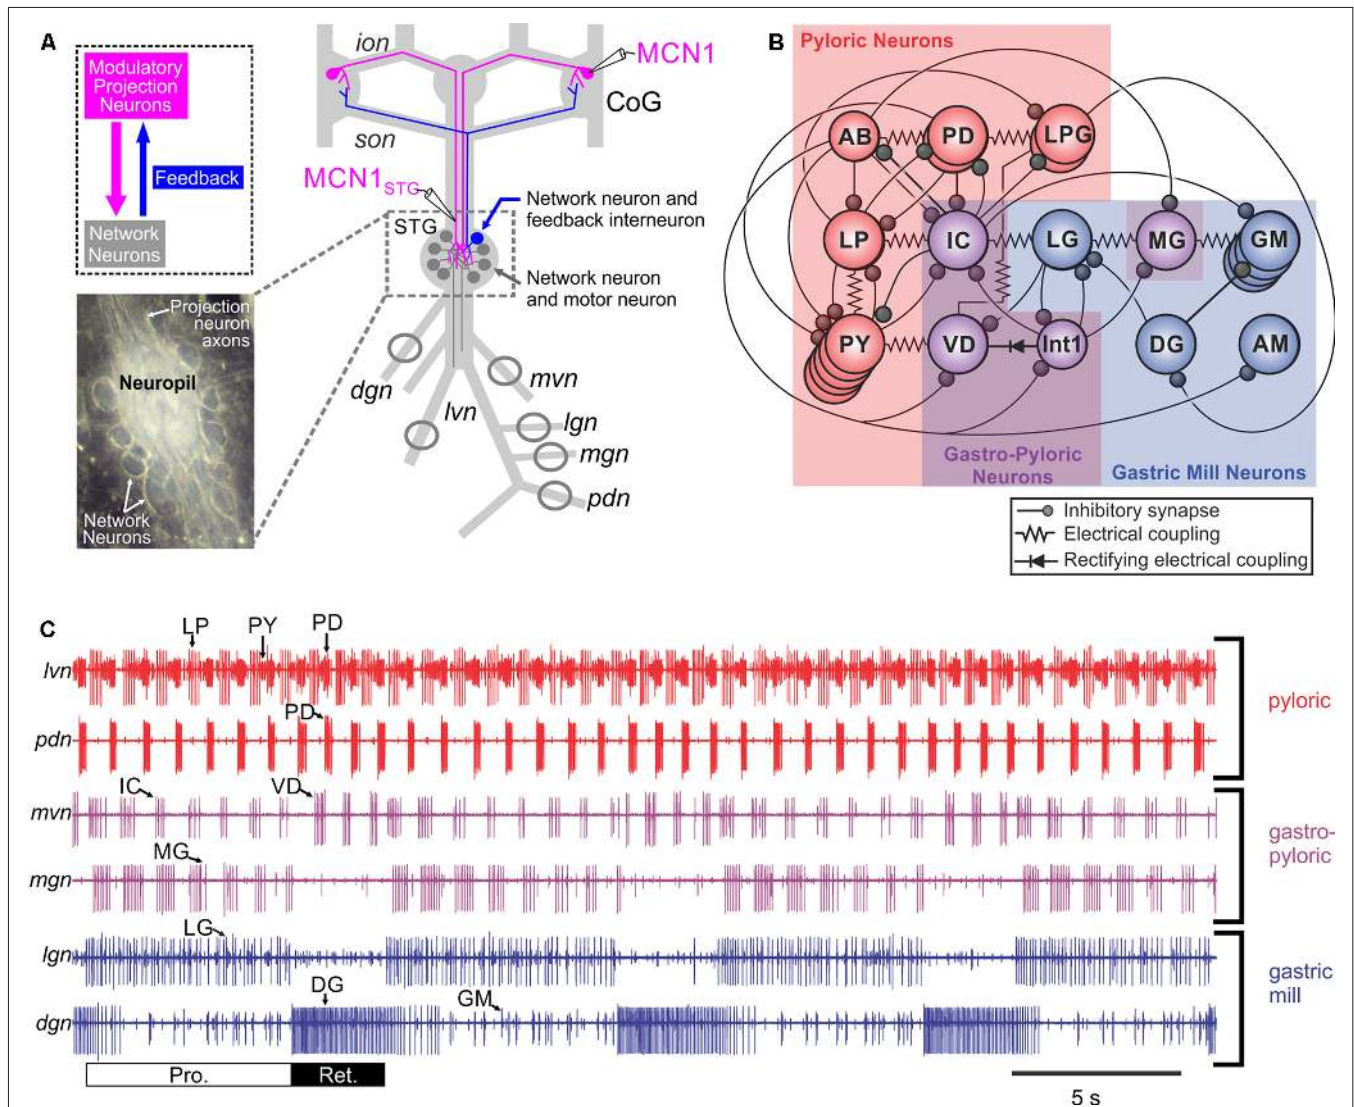 A
Modulatory
Projection
Neurons
Feedback
Network
Neurons
Projection
neuron
axons
Neuropil
Network
Neurons
ion
MCN1
CoG
son
MCN1STG
STG
Network neuron and
feedback interneuron
Network neuron
and motor neuron
dgn
lvn
mvn
lgn
mgn
pdn
B
Pyloric Neurons
AB
PD
LPG
LP
IC
LG
MG
GM
PY
VD
Int1
DG
AM
Gastro-Pyloric
Neurons
Gastric Mill Neurons
Inhibitory synapse
Electrical coupling
Rectifying electrical coupling
C
LP
PY
PD
lvn
pyloric
PD
pdn
IC
VD
mvn
gastro-
pyloric
MG
mgn
LG
lgn
gastric
mill
DG
GM
dgn
Pro.
Ret.
5 s